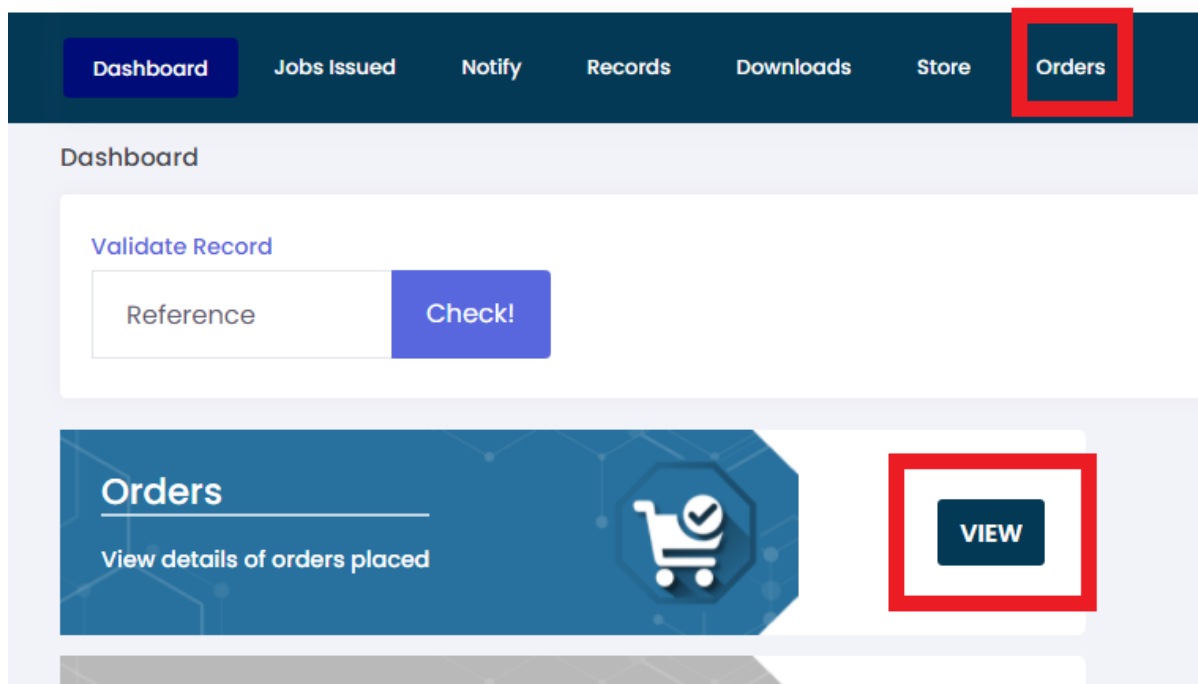 Dashboard Jobs Issued Notify Records Downloads Store Orders
Dashboard
Validate Record
Reference Check!
Orders
View details of orders placed
VIEW